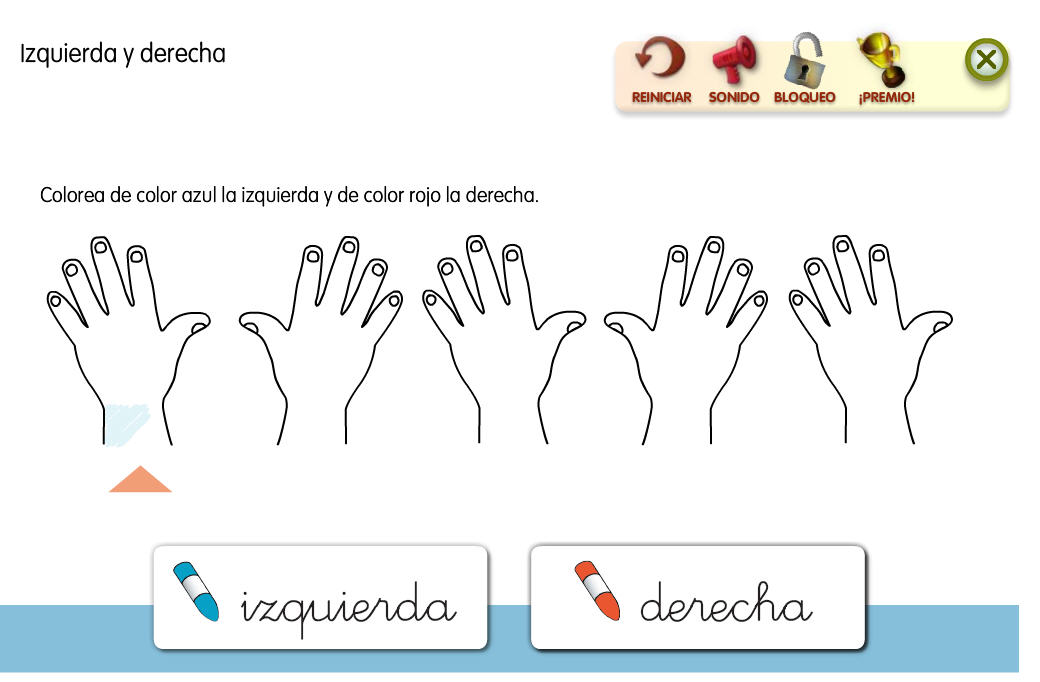 Izquierda y derecha
REINICIAR SONIDO BLOQUEO ¡PREMIO!
Colorea de color azul la izquierda y de color rojo la derecha.
izquierda
derecha